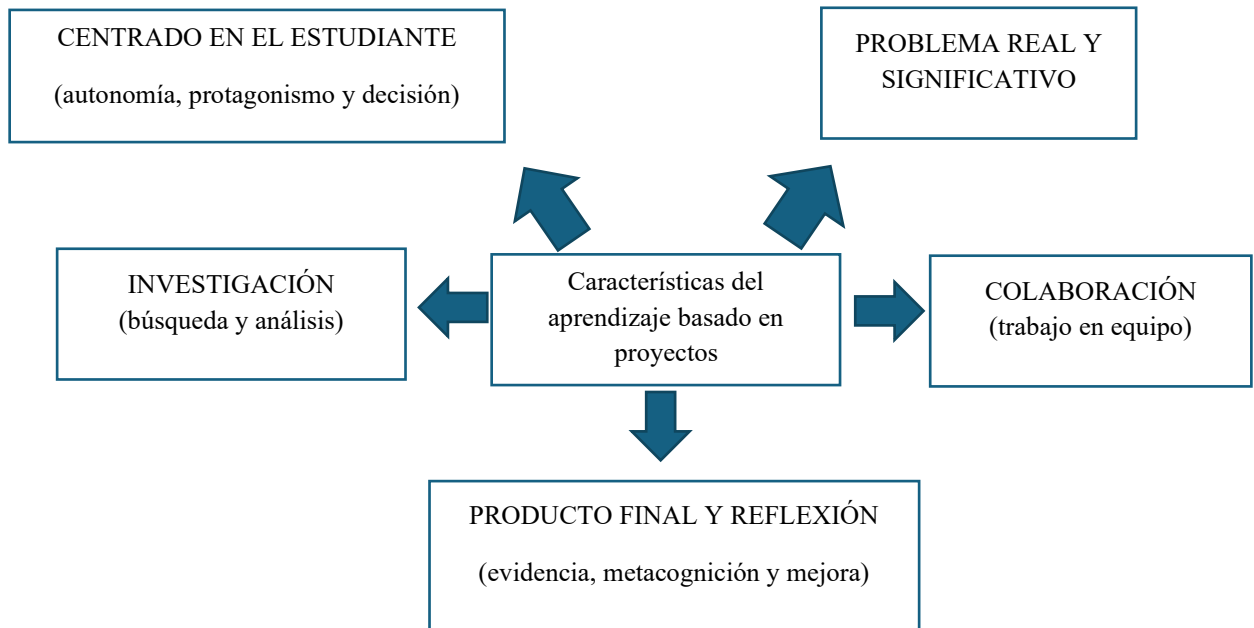 CENTRADO EN EL ESTUDIANTE
(autonomía, protagonismo y decisión)
PROBLEMA REAL Y
SIGNIFICATIVO
INVESTIGACIÓN
(búsqueda y análisis)
Características del
aprendizaje basado en
proyectos
COLABORACIÓN
(trabajo en equipo)
PRODUCTO FINAL Y REFLEXIÓN
(evidencia, metacognición y mejora)